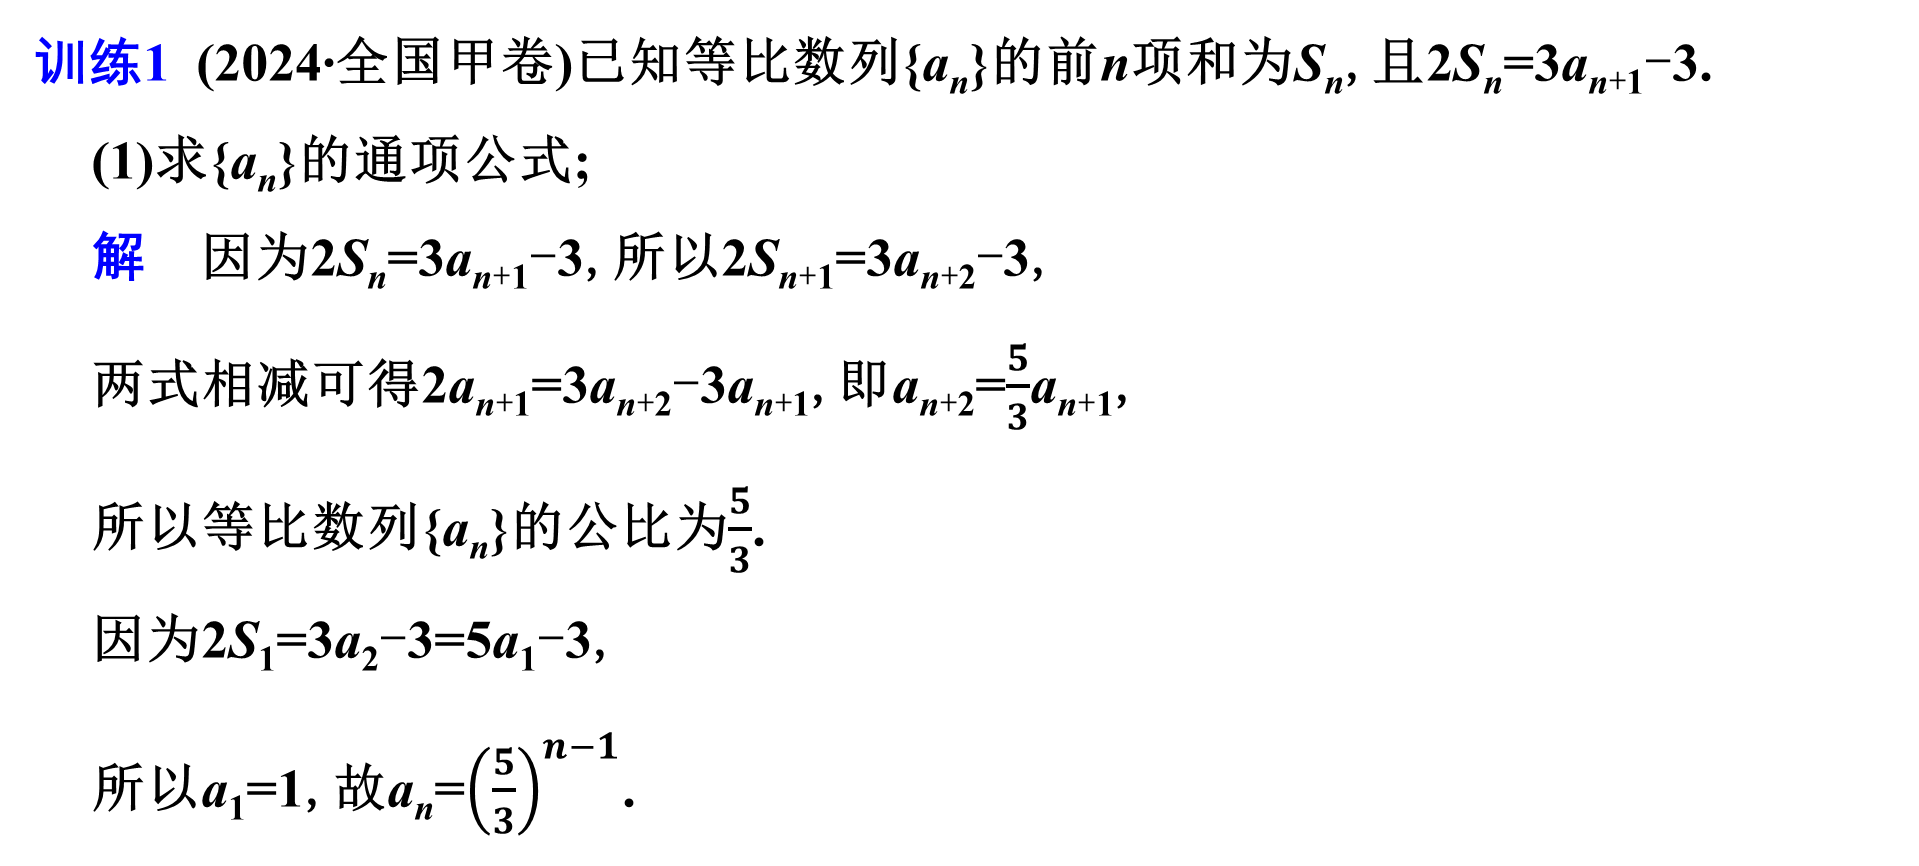 训练1 (2024·全国甲卷)已知等比数列{aₙ}的前n项和为Sₙ, 且2Sₙ=3aₙ₊₁−3.
(1)求{aₙ}的通项公式;
解 因为2Sₙ=3aₙ₊₁−3, 所以2Sₙ₊₁=3aₙ₊₂−3,
两式相减可得2aₙ₊₁=3aₙ₊₂−3aₙ₊₁, 即aₙ₊₂=5/3aₙ₊₁,
所以等比数列{aₙ}的公比为5/3.
因为2S₁=3a₂−3=5a₁−3,
所以a₁=1, 故aₙ=(5/3)ⁿ⁻¹.